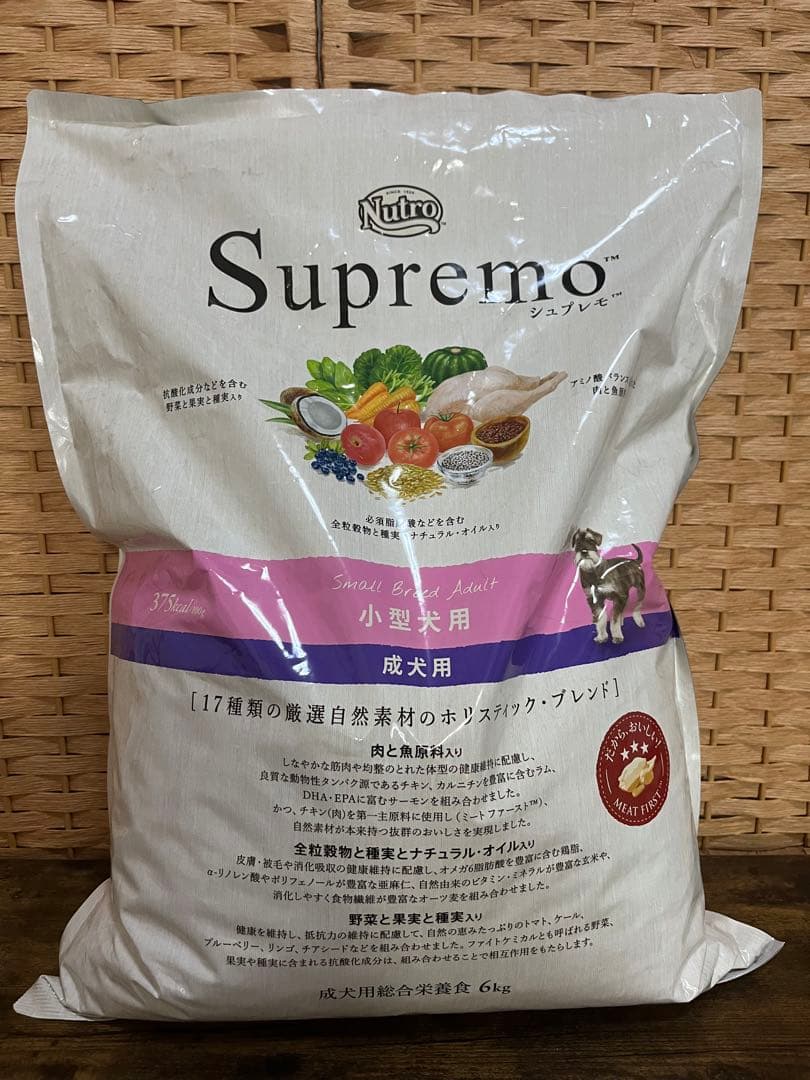 SINCE 1926
Nutro™
Supremo™
シュプレモ™
抗酸化成分などを含む
野菜と果実と種実入り
アミノ酸バランス
肉と魚原
必須脂 酸などを含む
全粒穀物と種実 ナチュラル・オイル入り
Small Breed Adult
375kcal/100g
小型犬用
成犬用
[17種類の厳選自然素材のホリスティック・ブレンド]
だから、おいしい!
MEAT FIRST™
肉と魚原料入り
しなやかな筋肉や均整のとれた体型の健康維持に配慮し、
良質な動物性タンパク源であるチキン、カルニチンを豊富に含むラム、
DHA・EPAに富むサーモンを組み合わせました。
かつ、チキン(肉)を第一主原料に使用し(ミートファースト™)、
自然素材が本来持つ抜群のおいしさを実現しました。
全粒穀物と種実とナチュラル・オイル入り
皮膚・被毛や消化吸収の健康維持に配慮し、オメガ6脂肪酸を豊富に含む鶏脂、
α-リノレン酸やポリフェノールが豊富な亜麻仁、自然由来のビタミン・ミネラルが豊富な玄米や、
消化しやすく食物繊維が豊富なオーツ麦を組み合わせました。
野菜と果実と種実入り
健康を維持し、抵抗力の維持に配慮して、自然の恵みたっぷりのトマト、ケール、
ブルーベリー、リンゴ、チアシードなどを組み合わせました。ファイトケミカルとも呼ばれる野菜、
果実や種実に含まれる抗酸化成分は、組み合わせることで相互作用をもたらします。
成犬用総合栄養食 6kg